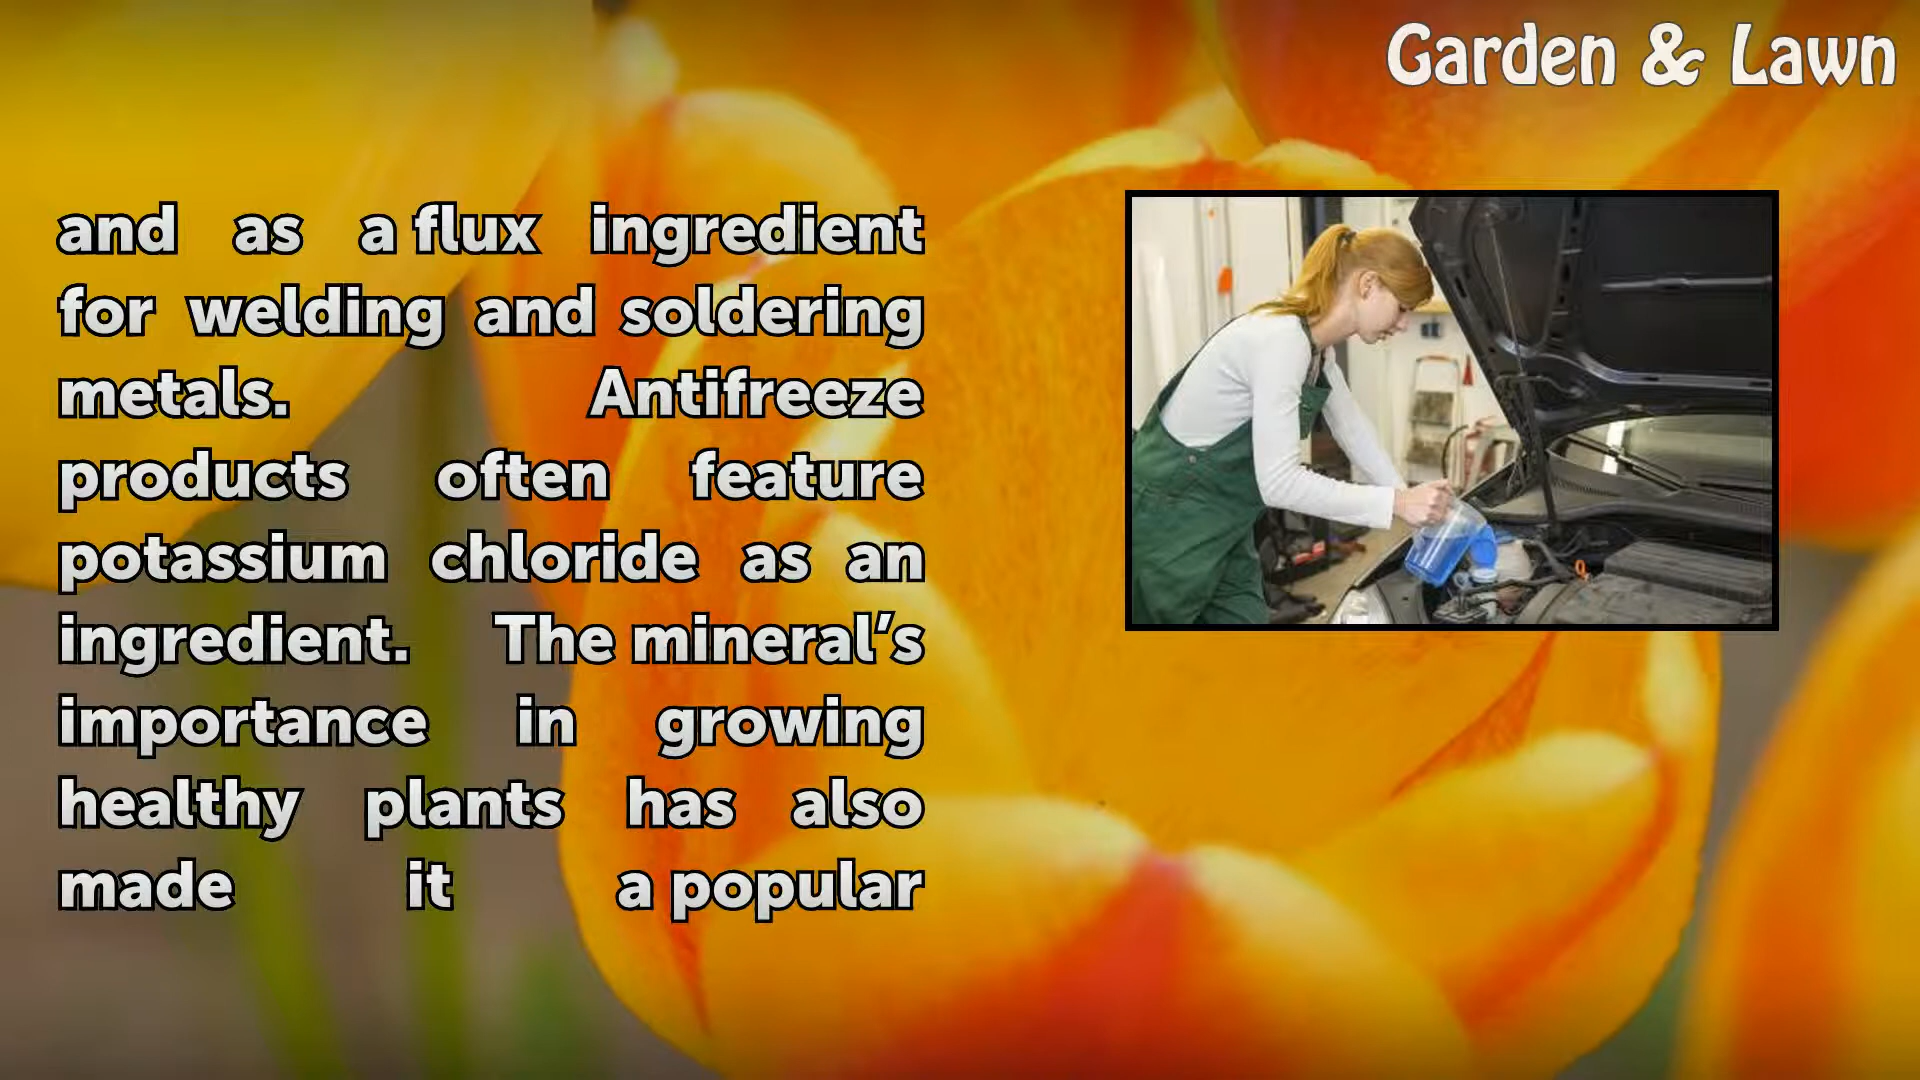 Garden & Lawn
and as a flux ingredient
for welding and soldering
metals. Antifreeze
products often feature
potassium chloride as an
ingredient. The mineral’s
importance in growing
healthy plants has also
made it a popular